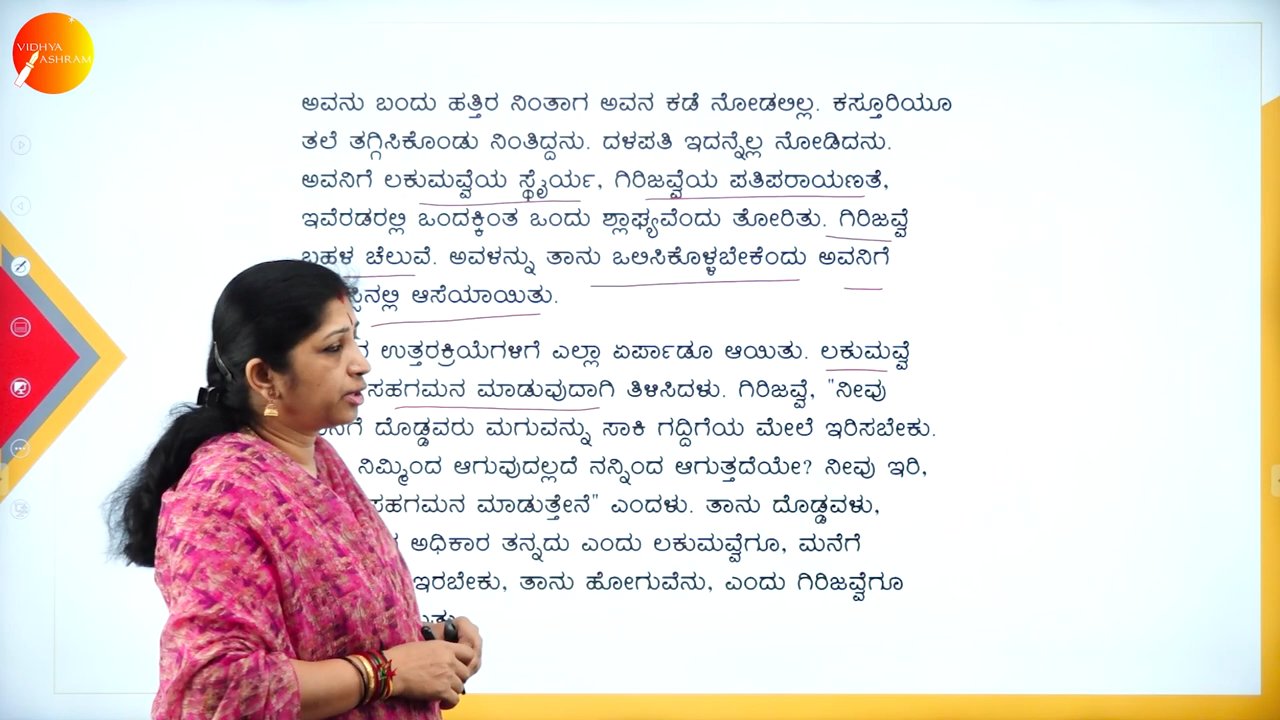 VIDHYA
ASHRAM
ಅವನು ಬಂದು ಹತ್ತಿರ ನಿಂತಾಗ ಅವನ ಕಡೆ ನೋಡಲಿಲ್ಲ. ಕಸ್ತೂರಿಯೂ
ತಲೆ ತಗ್ಗಿಸಿಕೊಂಡು ನಿಂತಿದ್ದನು. ದಳಪತಿ ಇದನ್ನೆಲ್ಲ ನೋಡಿದನು.
ಅವನಿಗೆ ಲಕುಮವ್ವೆಯ ಸ್ಥೈರ್ಯ, ಗಿರಿಜವ್ವೆಯ ಪತಿಪರಾಯಣತೆ,
ಇವೆರಡರಲ್ಲಿ ಒಂದಕ್ಕಿಂತ ಒಂದು ಶ್ಲಾಘ್ಯವೆಂದು ತೋರಿತು. ಗಿರಿಜವ್ವೆ
ಬಹಳ ಚೆಲುವೆ. ಅವಳನ್ನು ತಾನು ಒಲಿಸಿಕೊಳ್ಳಬೇಕೆಂದು ಅವನಿಗೆ
ಆಸೆಯಾಯಿತು.
ಉತ್ತರಕ್ರಿಯೆಗಳಿಗೆ ಎಲ್ಲಾ ಏರ್ಪಾಡೂ ಆಯಿತು. ಲಕುಮವ್ವೆ
ಸಹಗಮನ ಮಾಡುವುದಾಗಿ ತಿಳಿಸಿದಳು. ಗಿರಿಜವ್ವೆ, "ನೀವು
ದೊಡ್ಡವರು ಮಗುವನ್ನು ಸಾಕಿ ಗದ್ದಿಗೆಯ ಮೇಲೆ ಇರಿಸಬೇಕು.
ನಿಮ್ಮಿಂದ ಆಗುವುದಲ್ಲದೆ ನನ್ನಿಂದ ಆಗುತ್ತದೆಯೇ? ನೀವು ಇರಿ,
ಸಹಗಮನ ಮಾಡುತ್ತೇನೆ" ಎಂದಳು. ತಾನು ದೊಡ್ಡವಳು,
ಅಧಿಕಾರ ತನ್ನದು ಎಂದು ಲಕುಮವ್ವೆಗೂ, ಮನೆಗೆ
ಇರಬೇಕು, ತಾನು ಹೋಗುವೆನು, ಎಂದು ಗಿರಿಜವ್ವೆಗೂ